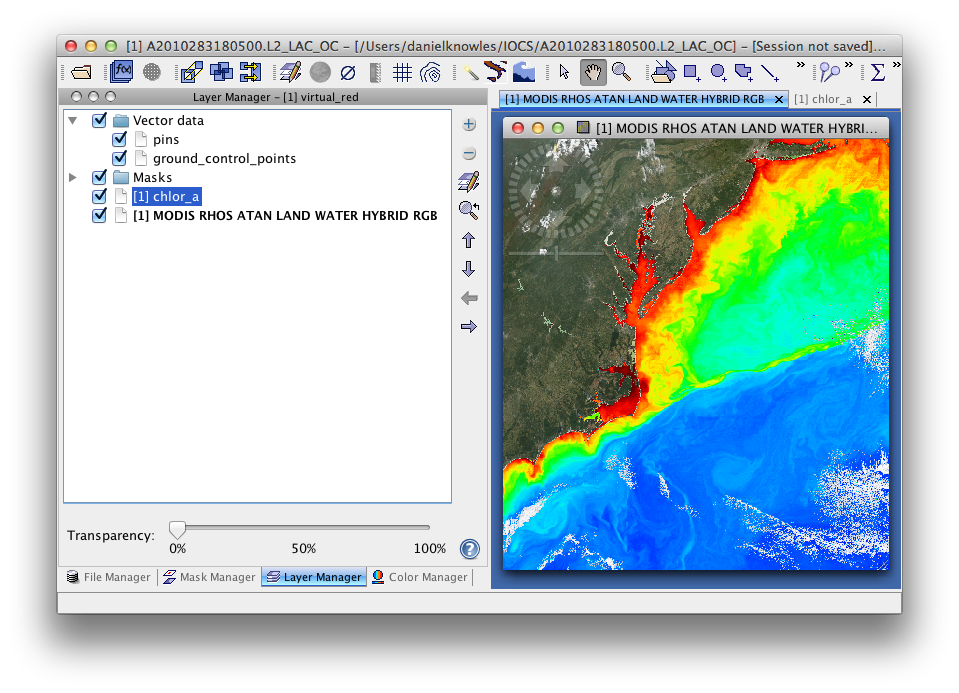 [1] A2010283180500.L2_LAC_OC – [/Users/danielknowles/IOCS/A2010283180500.L2_LAC_OC] – [Session not saved]...
f(x)
»
»
Σ
»
Layer Manager – [1] virtual_red
[1] MODIS RHOS ATAN LAND WATER HYBRID RGB
[1] chlor_a
Vector data
pins
ground_control_points
Masks
[1] chlor_a
[1] MODIS RHOS ATAN LAND WATER HYBRID RGB
[1] MODIS RHOS ATAN LAND WATER HYBRI...
Transparency:
0%
50%
100%
?
File Manager
Mask Manager
Layer Manager
Color Manager